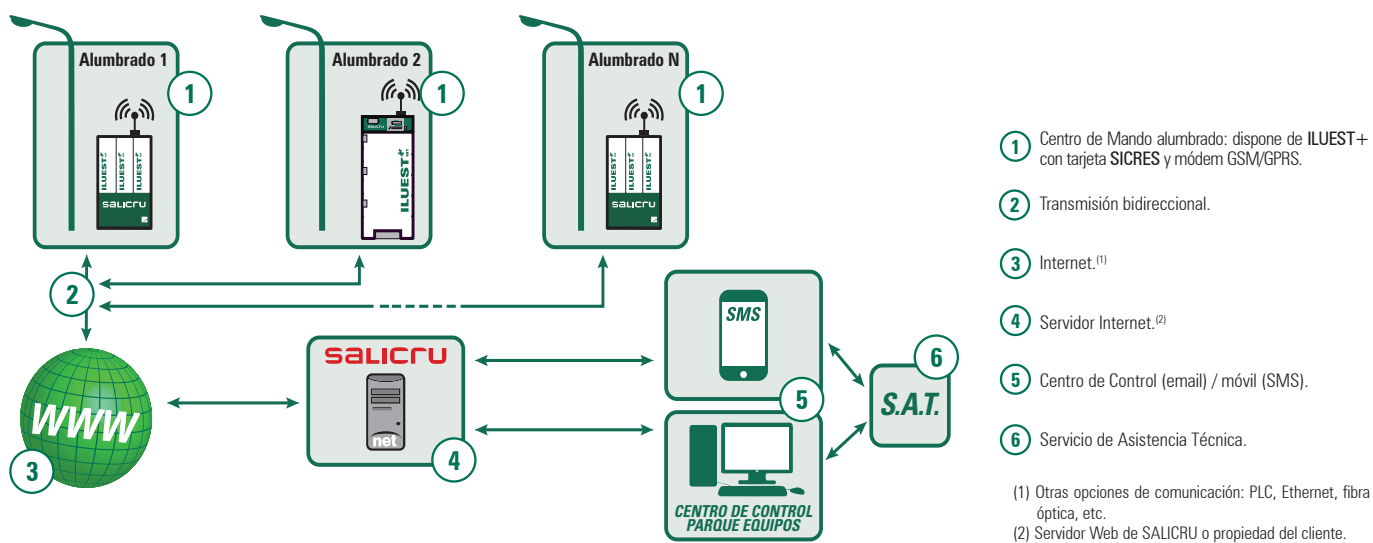 Alumbrado 1
1
ILUEST+
ILUEST+
ILUEST+
SALICRU
Alumbrado 2
1
SALICRU
ILUEST+
Alumbrado N
1
ILUEST+
ILUEST+
ILUEST+
SALICRU
2
WWW
3
SALICRU
net
4
SMS
5
CENTRO DE CONTROL
PARQUE EQUIPOS
6
S.A.T.
1 Centro de Mando alumbrado: dispone de ILUEST+
con tarjeta SICRES y módem GSM/GPRS.
2 Transmisión bidireccional.
3 Internet.(1)
4 Servidor Internet.(2)
5 Centro de Control (email) / móvil (SMS).
6 Servicio de Asistencia Técnica.
(1) Otras opciones de comunicación: PLC, Ethernet, fibra
óptica, etc.
(2) Servidor Web de SALICRU o propiedad del cliente.